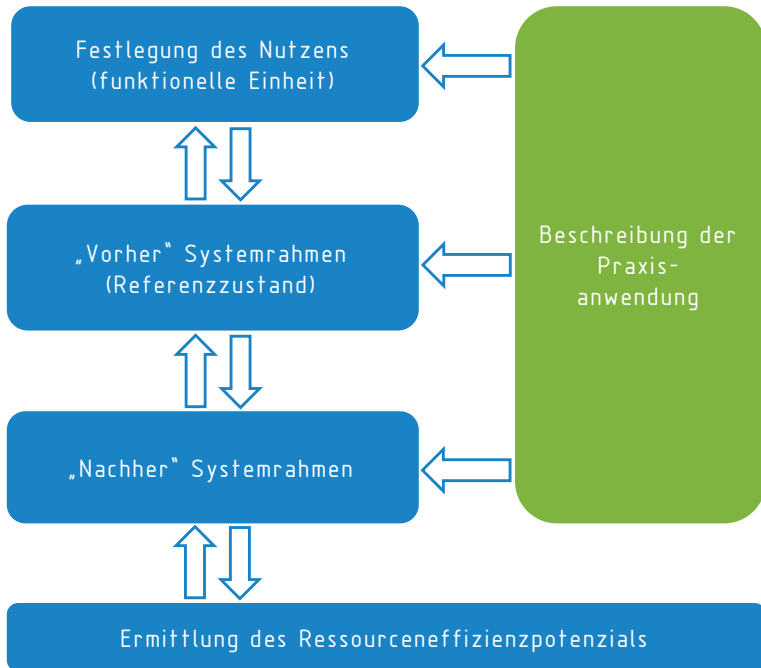 Festlegung des Nutzens
(funktionelle Einheit)
„Vorher“ Systemrahmen
(Referenzzustand)
Beschreibung der
Praxis-
anwendung
„Nachher“ Systemrahmen
Ermittlung des Ressourceneffizienzpotenzials